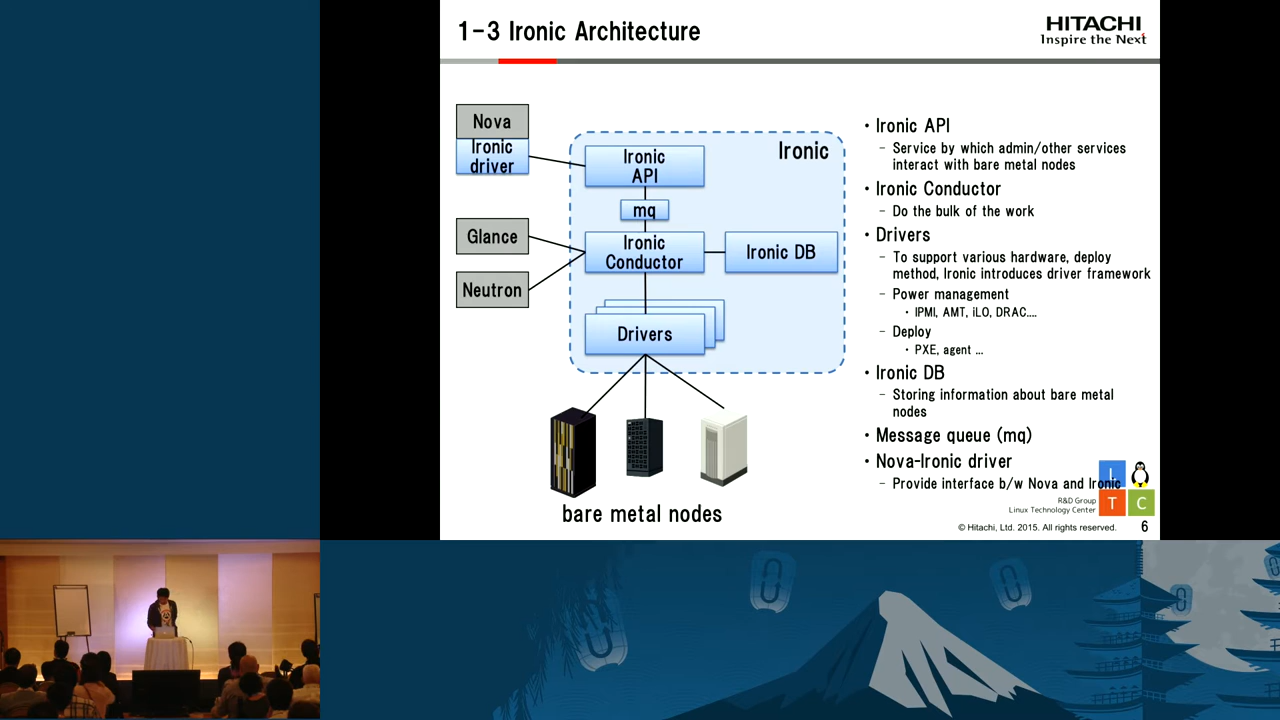 1-3 Ironic Architecture
HITACHI
Inspire the Next
Nova
Ironic
driver
Glance
Neutron
Ironic
Ironic
API
mq
Ironic
Conductor
Ironic DB
Drivers
bare metal nodes
・Ironic API
− Service by which admin/other services
interact with bare metal nodes
・Ironic Conductor
− Do the bulk of the work
・Drivers
− To support various hardware, deploy
method, Ironic introduces driver framework
− Power management
・IPMI, AMT, iLO, DRAC....
− Deploy
・PXE, agent ...
・Ironic DB
− Storing information about bare metal
nodes
・Message queue (mq)
・Nova-Ironic driver
− Provide interface b/w Nova and Ironic
L
T C
R&D Group
Linux Technology Center
© Hitachi, Ltd. 2015. All rights reserved.
6